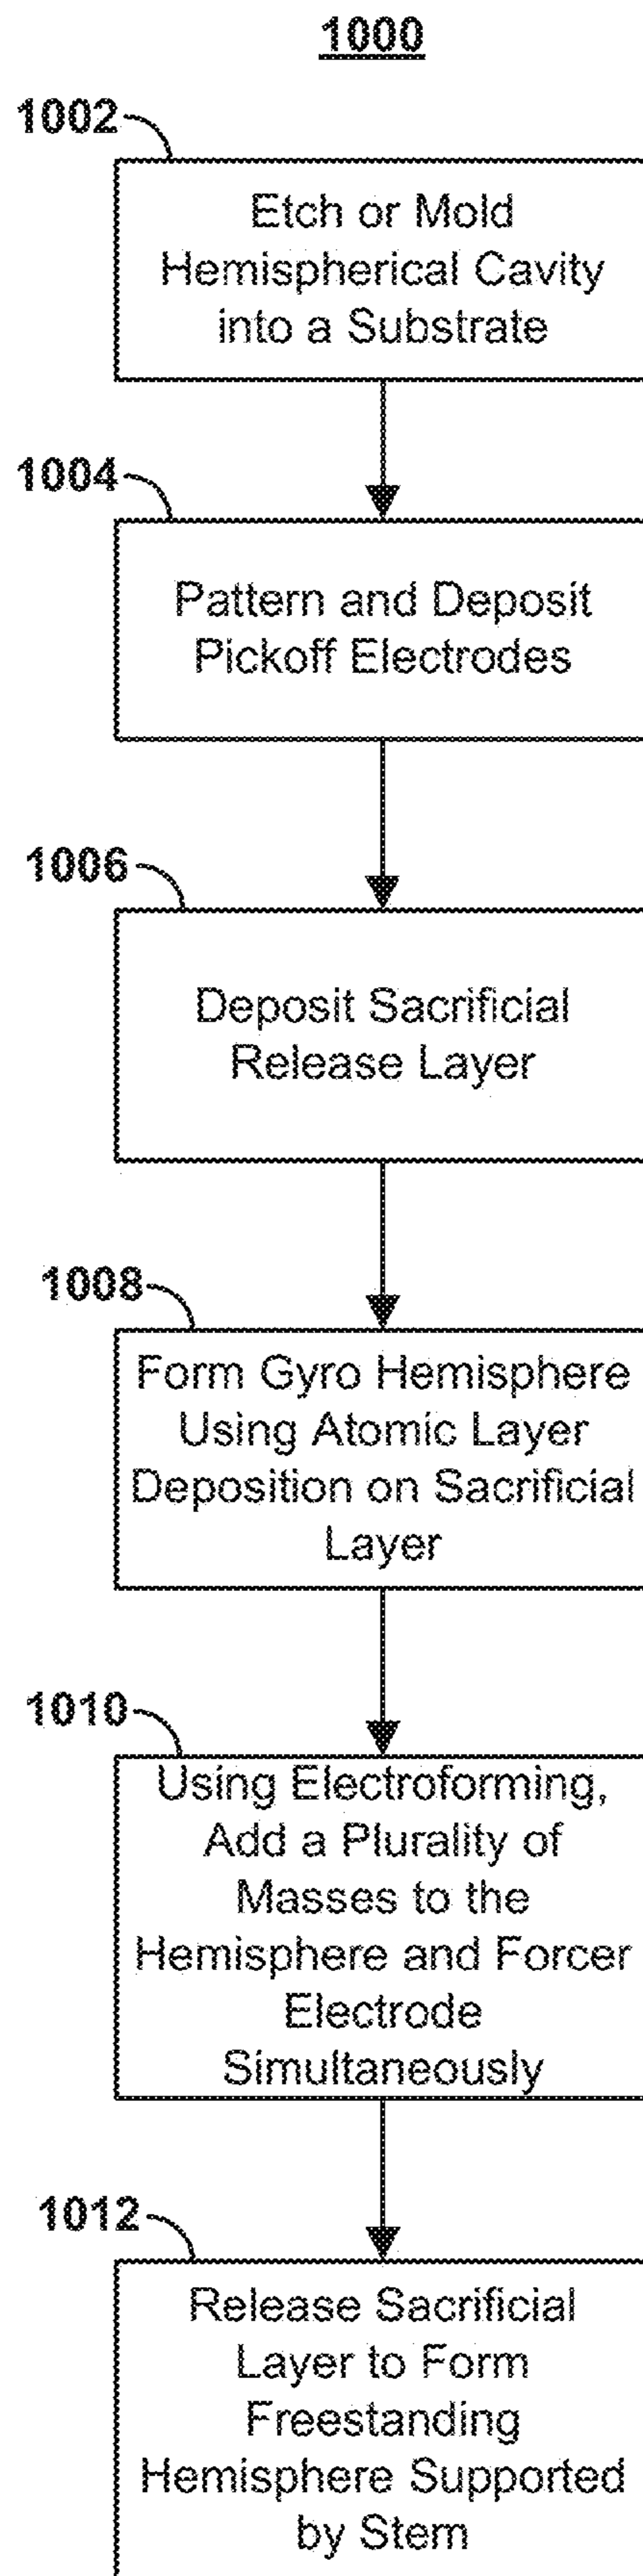 1000
1002
Etch or Mold
Hemispherical Cavity
into a Substrate
1004
Pattern and Deposit
Pickoff Electrodes
1006
Deposit Sacrificial
Release Layer
1008
Form Gyro Hemisphere
Using Atomic Layer
Deposition on Sacrificial
Layer
1010
Using Electroforming,
Add a Plurality of
Masses to the
Hemisphere and Forcer
Electrode
Simultaneously
1012
Release Sacrificial
Layer to Form
Freestanding
Hemisphere Supported
by Stem